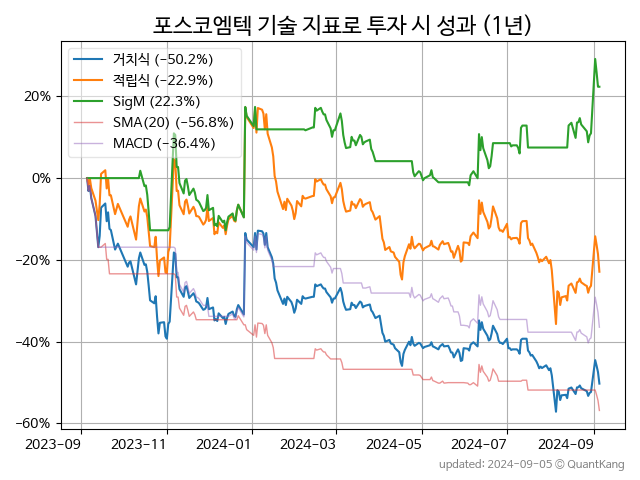 포스코엠텍 기술 지표로 투자 시 성과 (1년)
거치식 (−50.2%)
적립식 (−22.9%)
SigM (22.3%)
SMA(20) (−56.8%)
MACD (−36.4%)
20%
0%
−20%
−40%
−60%
2023-09 2023-11 2024-01 2024-03 2024-05 2024-07 2024-09
updated: 2024-09-05 © QuantKang